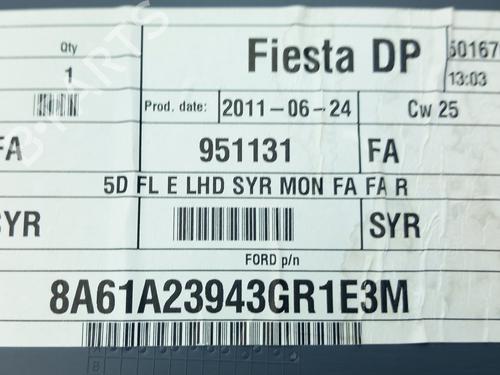 Qty
Fiesta DP
50167
1
13:03
Prod. date:
2011-06-24
Cw 25
FA
951131
FA
5D FL E LHD SYR MON FA FA R
SYR
SYR
FORD p/n
8A61A23943GR1E3M